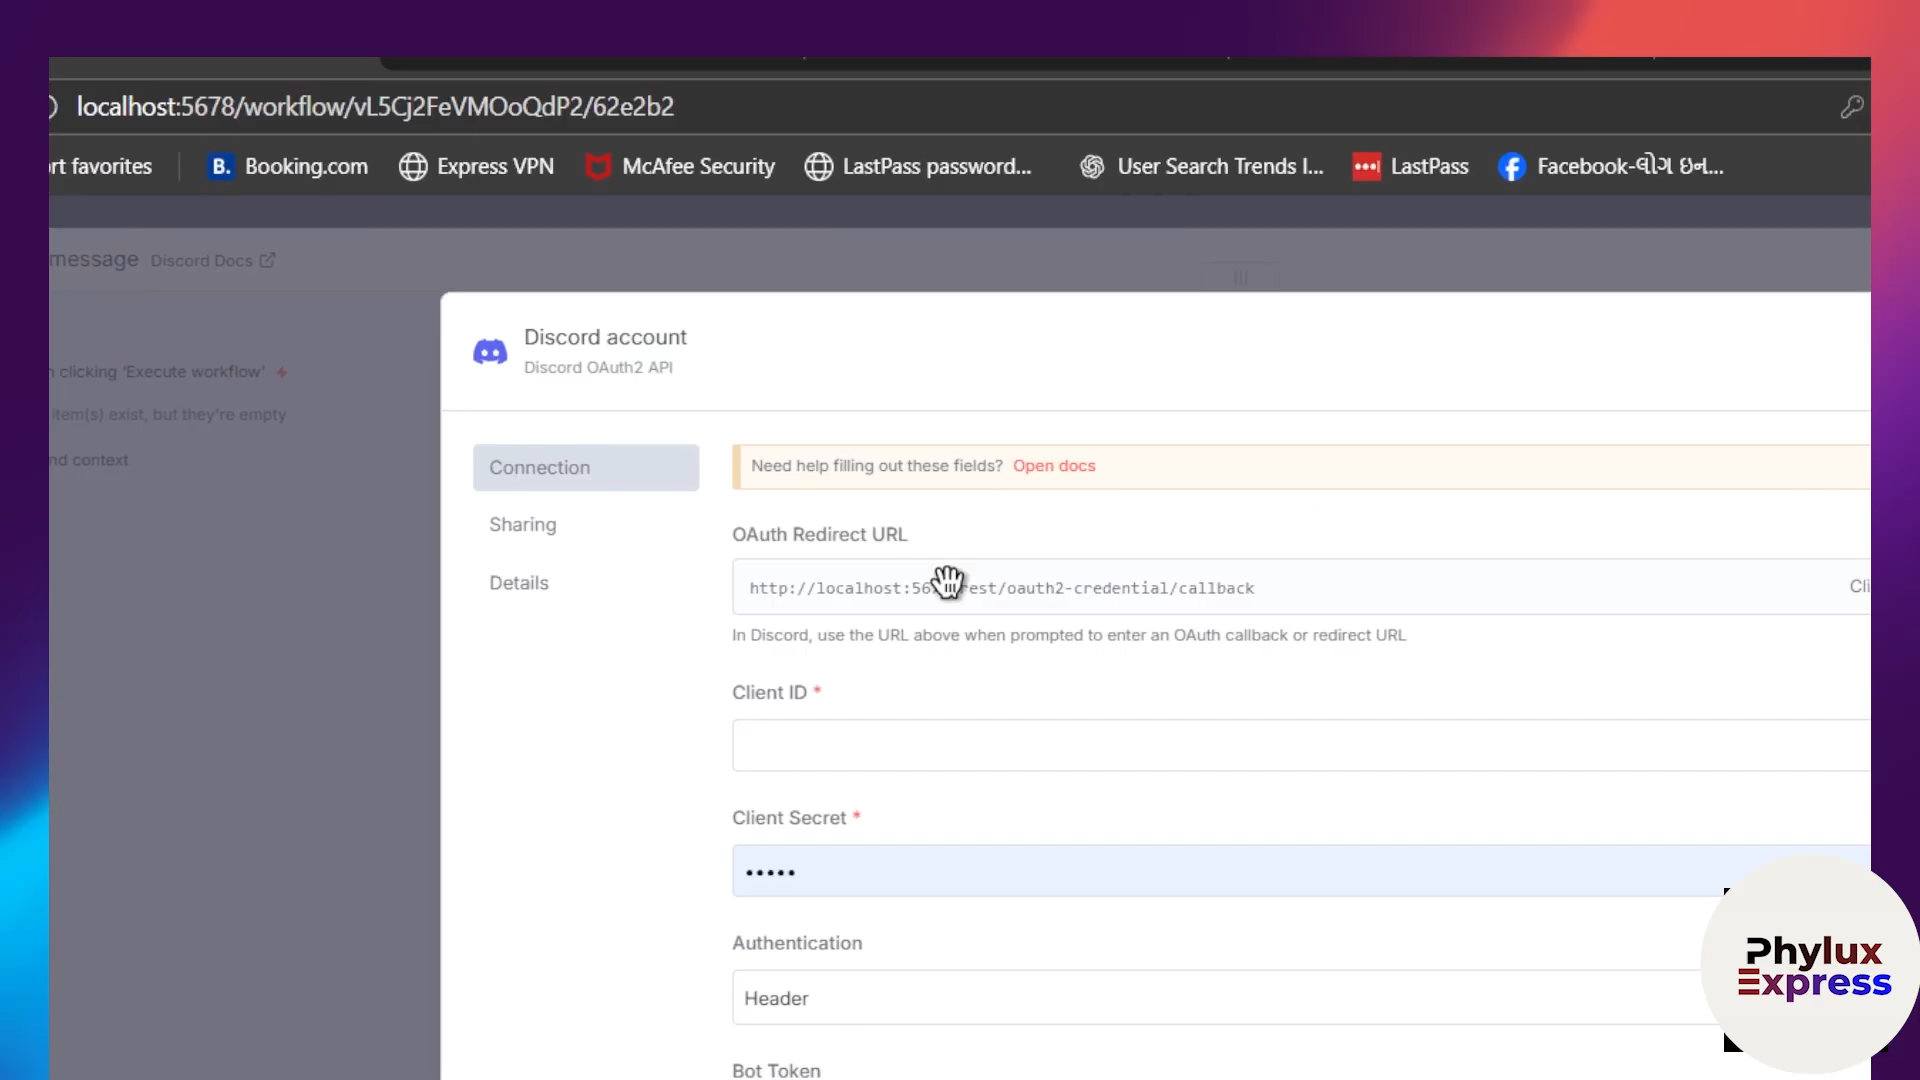 localhost:5678/workflow/vL5Cj2FeVMOoQdP2/62e2b2
rt favorites B. Booking.com Express VPN McAfee Security LastPass password... User Search Trends I... LastPass Facebook-લોગ ઇન...
message Discord Docs
clicking 'Execute workflow'
item(s) exist, but they're empty
nd context
Discord account
Discord OAuth2 API
Connection
Sharing
Details
Need help filling out these fields? Open docs
OAuth Redirect URL
http://localhost:56 rest/oauth2-credential/callback Cli
In Discord, use the URL above when prompted to enter an OAuth callback or redirect URL
Client ID *
Client Secret *
•••••
Authentication
Header
Bot Token
Phylux
Express